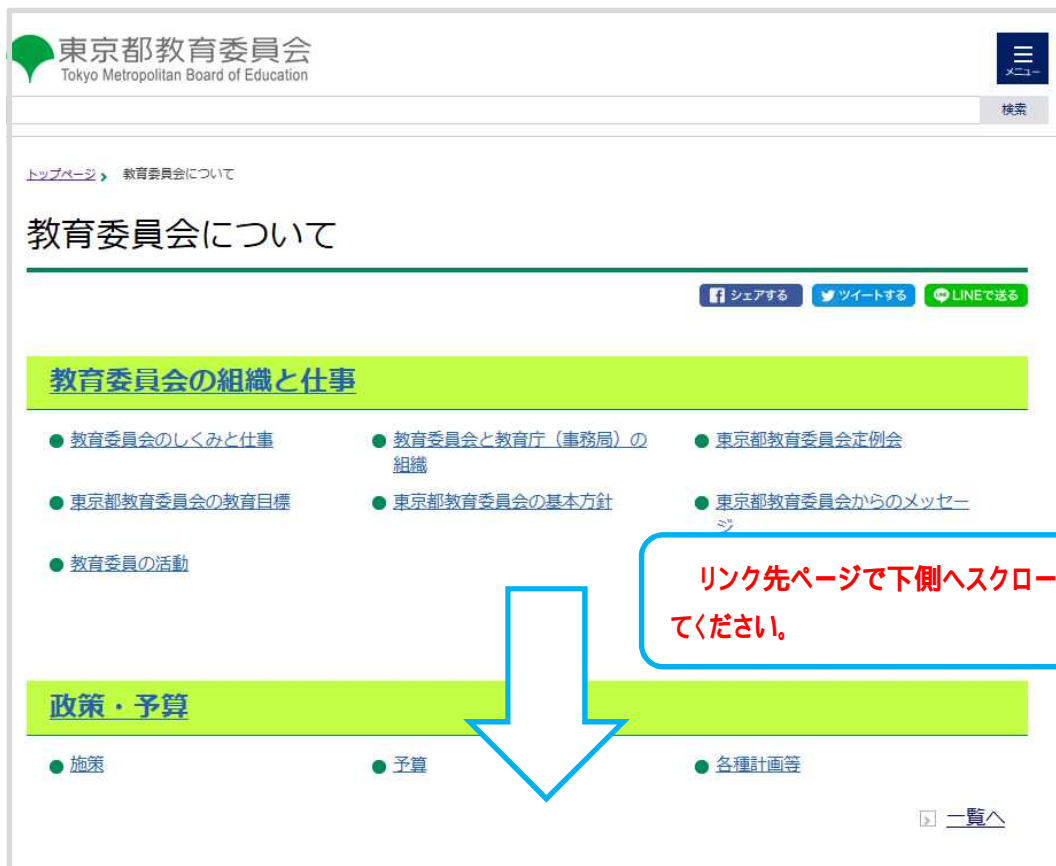 東京都教育委員会
Tokyo Metropolitan Board of Education
メニュー
検索
トップページ 教育委員会について
教育委員会について
シェアする ツイートする LINEで送る
教育委員会の組織と仕事
教育委員会のしくみと仕事
教育委員会と教育庁（事務局）の
組織
東京都教育委員会定例会
東京都教育委員会の教育目標
東京都教育委員会の基本方針
東京都教育委員会からのメッセー
ジ
教育委員の活動
リンク先ページで下側へスクロー
てください。
政策・予算
施策
予算
各種計画等
一覧へ